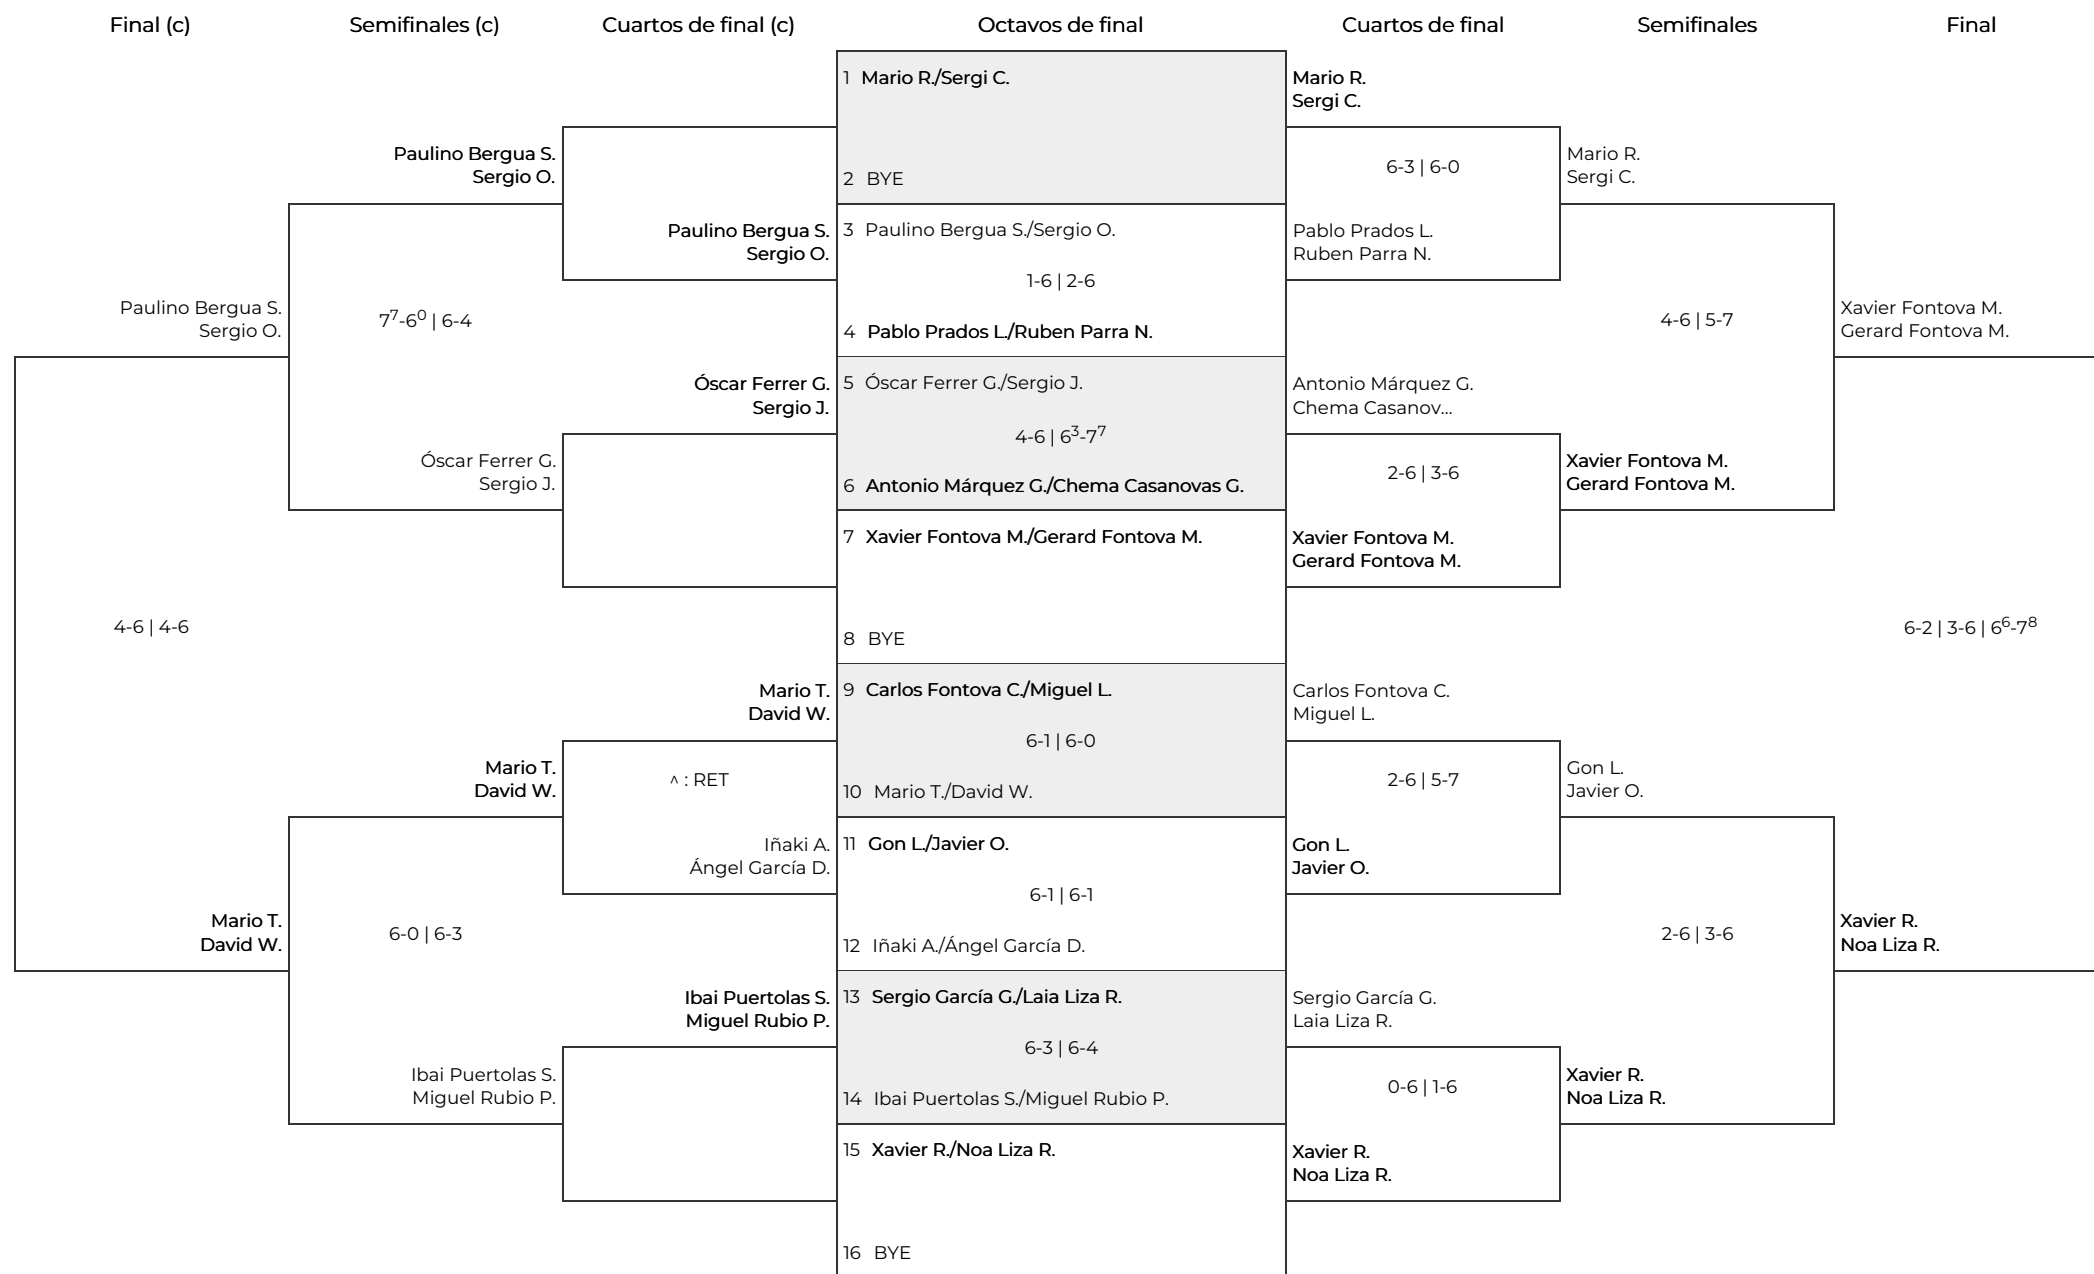 Final (c)
Semifinales (c)
Cuartos de final (c)
Octavos de final
Cuartos de final
Semifinales
Final
Paulino Bergua S.
Sergio O.
4-6 | 4-6
Mario T.
David W.
Paulino Bergua S.
Sergio O.
7⁷-6⁰ | 6-4
Óscar Ferrer G.
Sergio J.
Mario T.
David W.
6-0 | 6-3
Ibai Puertolas S.
Miguel Rubio P.
Paulino Bergua S.
Sergio O.
Óscar Ferrer G.
Sergio J.
Mario T.
David W.
^ : RET
Iñaki A.
Ángel García D.
Ibai Puertolas S.
Miguel Rubio P.
1 Mario R./Sergi C.
2 BYE
3 Paulino Bergua S./Sergio O.
1-6 | 2-6
4 Pablo Prados L./Ruben Parra N.
5 Óscar Ferrer G./Sergio J.
4-6 | 6³-7⁷
6 Antonio Márquez G./Chema Casanovas G.
7 Xavier Fontova M./Gerard Fontova M.
8 BYE
9 Carlos Fontova C./Miguel L.
6-1 | 6-0
10 Mario T./David W.
11 Gon L./Javier O.
6-1 | 6-1
12 Iñaki A./Ángel García D.
13 Sergio García G./Laia Liza R.
6-3 | 6-4
14 Ibai Puertolas S./Miguel Rubio P.
15 Xavier R./Noa Liza R.
16 BYE
Mario R.
Sergi C.
6-3 | 6-0
Pablo Prados L.
Ruben Parra N.
Antonio Márquez G.
Chema Casanov...
2-6 | 3-6
Xavier Fontova M.
Gerard Fontova M.
Carlos Fontova C.
Miguel L.
2-6 | 5-7
Gon L.
Javier O.
Sergio García G.
Laia Liza R.
0-6 | 1-6
Xavier R.
Noa Liza R.
Mario R.
Sergi C.
4-6 | 5-7
Xavier Fontova M.
Gerard Fontova M.
Gon L.
Javier O.
2-6 | 3-6
Xavier R.
Noa Liza R.
Xavier Fontova M.
Gerard Fontova M.
6-2 | 3-6 | 6⁶-7⁸
Xavier R.
Noa Liza R.